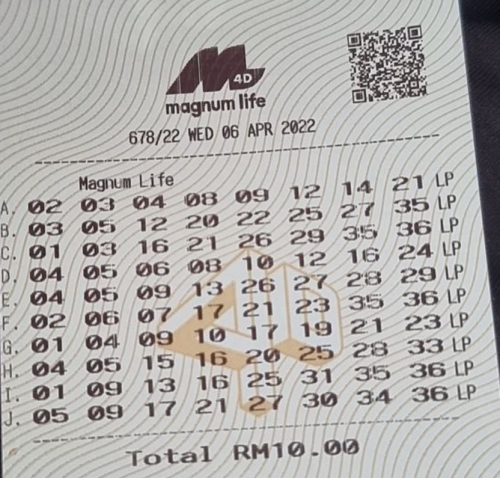 4D
magnum life
678/22 WED 06 APR 2022
Magnum Life
A. 02 03 04 08 09 12 14 21 LP
B. 03 05 12 20 22 25 27 35 LP
C. 01 03 16 21 26 29 35 36 LP
D. 04 05 06 08 10 12 16 24 LP
E. 04 05 09 13 26 27 28 29 LP
F. 02 06 07 17 21 23 35 36 LP
G. 01 04 09 10 17 19 21 23 LP
H. 04 05 15 16 20 25 28 33 LP
I. 01 09 13 16 25 31 35 36 LP
J. 05 09 17 21 27 30 34 36 LP
Total RM10.00